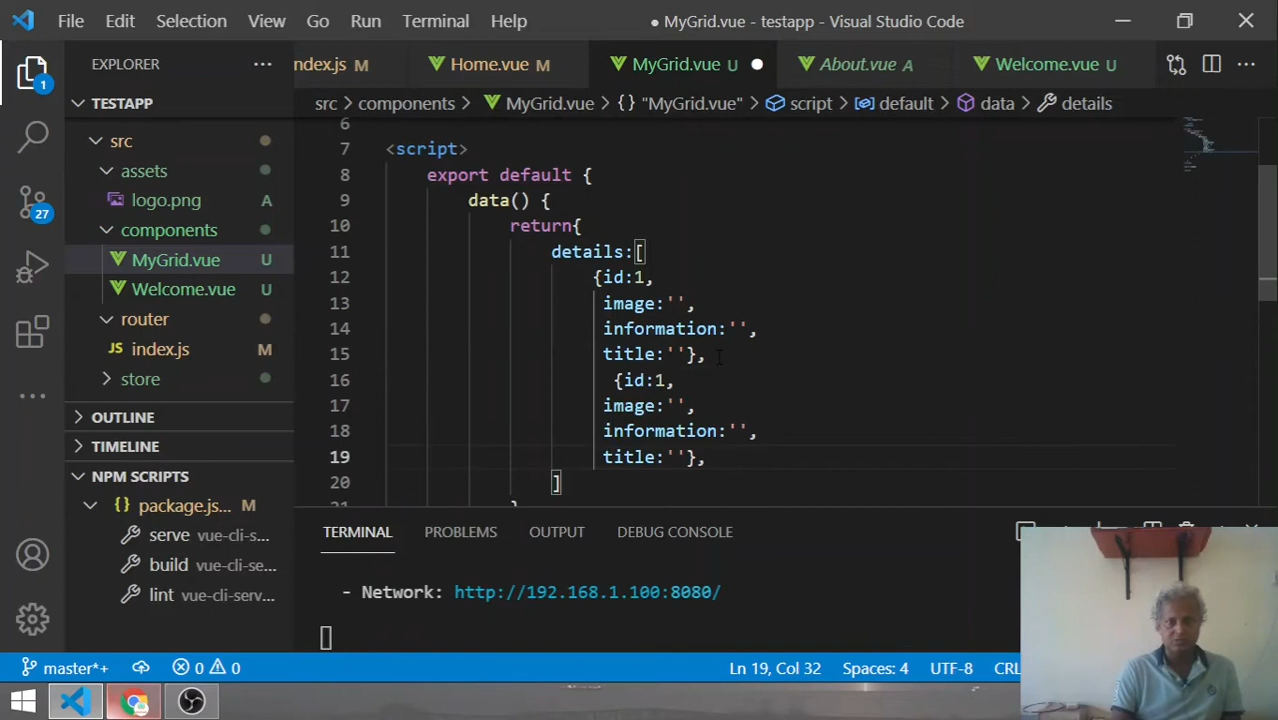 File Edit Selection View Go Run Terminal Help ● MyGrid.vue - testapp - Visual Studio Code
EXPLORER ··· ndex.js M Home.vue M MyGrid.vue U ● About.vue A Welcome.vue U ···
1
TESTAPP
src > components > MyGrid.vue > {} "MyGrid.vue" > script > default > data > details
src
assets
logo.png A
components
MyGrid.vue U
Welcome.vue U
router
JS index.js M
store
OUTLINE
TIMELINE
NPM SCRIPTS
{} package.js... M
serve vue-cli-s...
build vue-cli-se...
lint vue-cli-serv...
27
6
7 <script>
8 export default {
9 data() {
10 return{
11 details:[
12 {id:1,
13 image:'',
14 information:'',
15 title:''},
16 {id:1,
17 image:'',
18 information:'',
19 title:''},
20 ]
21 }
TERMINAL PROBLEMS OUTPUT DEBUG CONSOLE
- Network: http://192.168.1.100:8080/
master*+ 0 0 Ln 19, Col 32 Spaces: 4 UTF-8 CRL